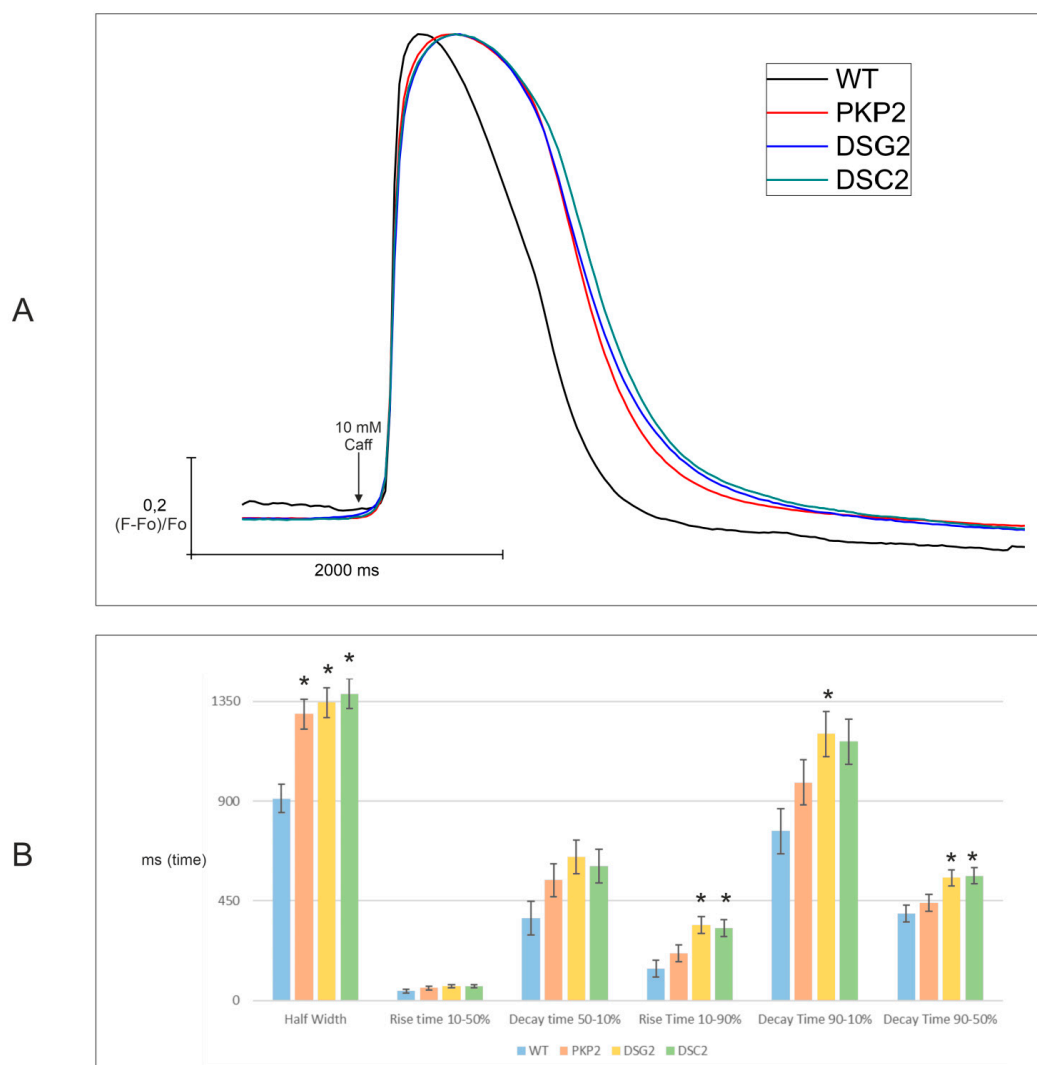 A
WT
PKP2
DSG2
DSC2
10 mM
Caff
0,2
(F-Fo)/Fo
2000 ms
B
* * *
*
* *
* *
1350
900
ms (time)
450
0
Half Width
Rise time 10-50%
Decay time 50-10%
Rise Time 10-90%
Decay Time 90-10%
Decay Time 90-50%
WT PKP2 DSG2 DSC2